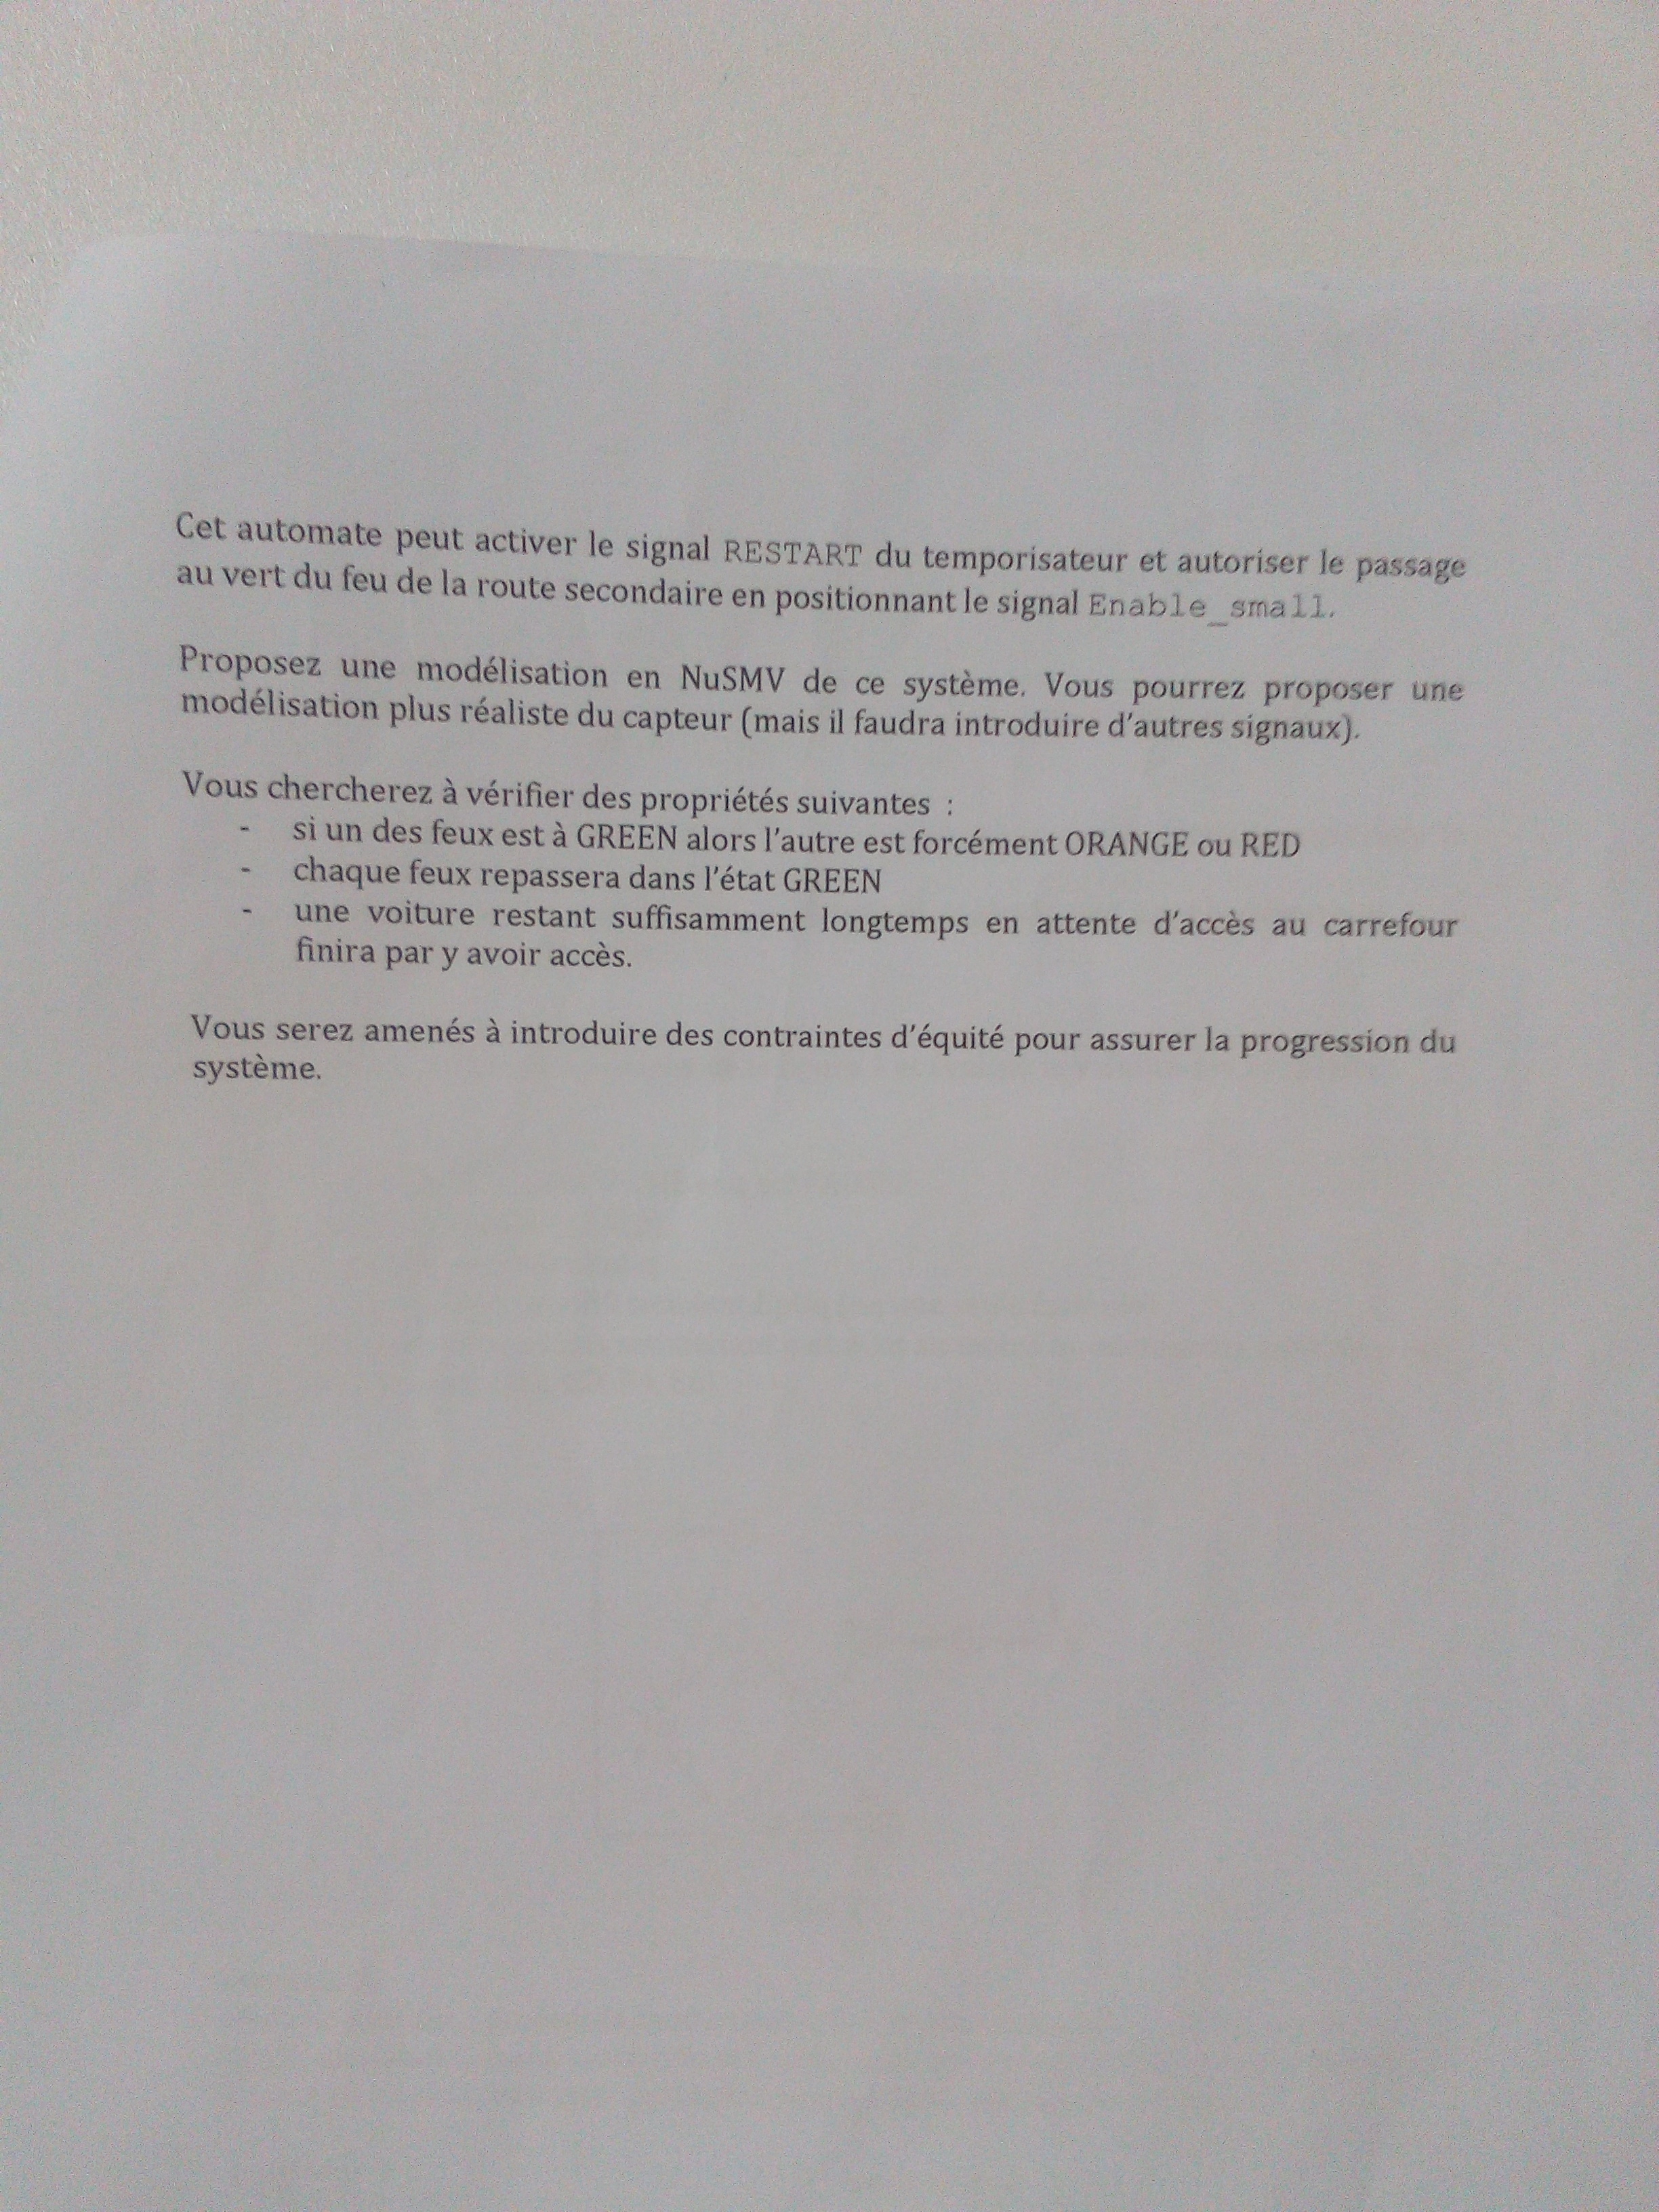 Cet automate peut activer le signal RESTART du temporisateur et autoriser le passage
au vert du feu de la route secondaire en positionnant le signal Enable_small.
Proposez une modélisation en NuSMV de ce système. Vous pourrez proposer une
modélisation plus réaliste du capteur (mais il faudra introduire d'autres signaux).
Vous chercherez à vérifier des propriétés suivantes :
- si un des feux est à GREEN alors l'autre est forcément ORANGE ou RED
- chaque feux repassera dans l'état GREEN
- une voiture restant suffisamment longtemps en attente d'accès au carrefour
finira par y avoir accès.
Vous serez amenés à introduire des contraintes d'équité pour assurer la progression du
système.